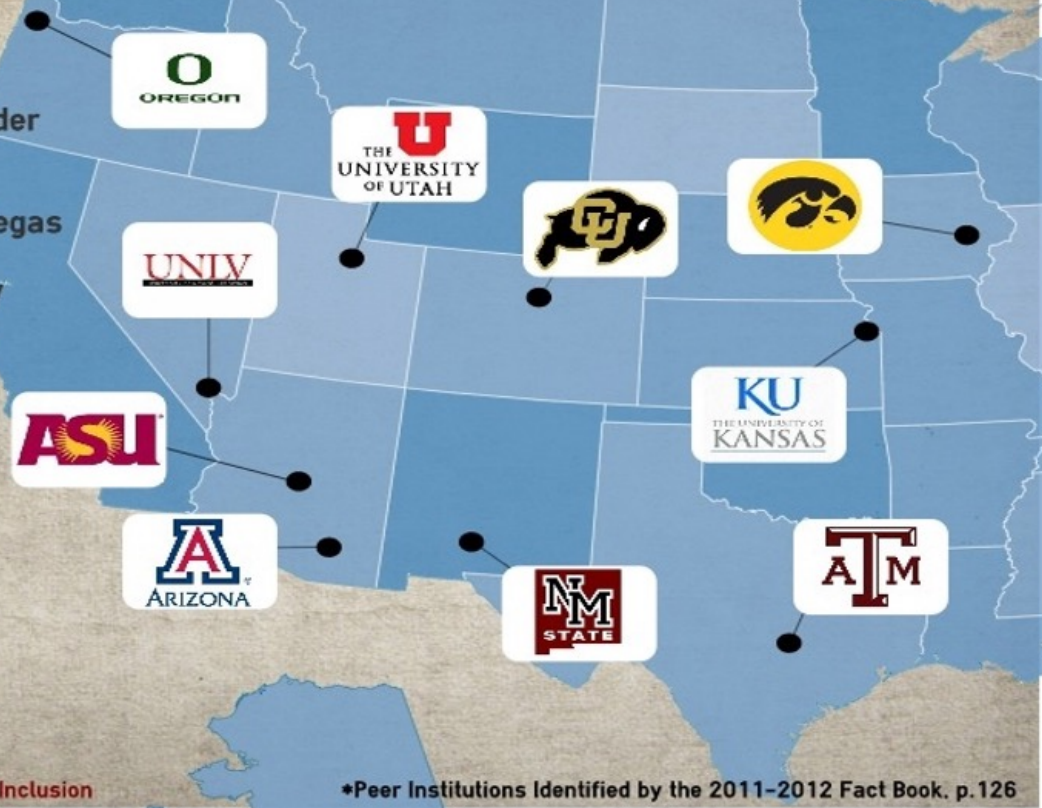 O
OREGON
der
U
THE
UNIVERSITY
OF UTAH
CU
egas
UNLV
ASU
KU
THE UNIVERSITY OF
KANSAS
A
ARIZONA
NM
STATE
ATM
Inclusion
*Peer Institutions Identified by the 2011-2012 Fact Book. p.126